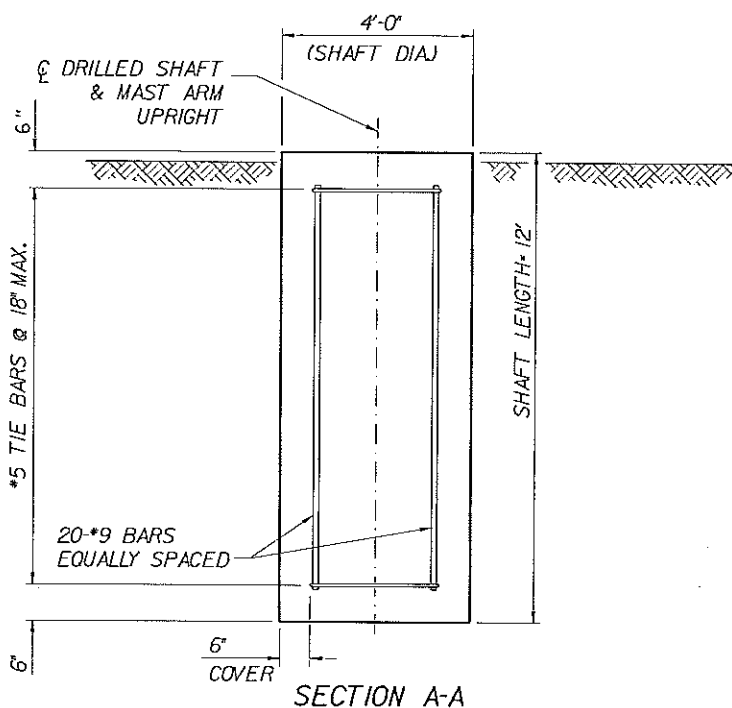 4'-0"
(SHAFT DIA.)
℄ DRILLED SHAFT
& MAST ARM
UPRIGHT
6"
#5 TIE BARS @ 18" MAX.
SHAFT LENGTH= 12'
20-#9 BARS
EQUALLY SPACED
6"
6"
COVER
SECTION A-A